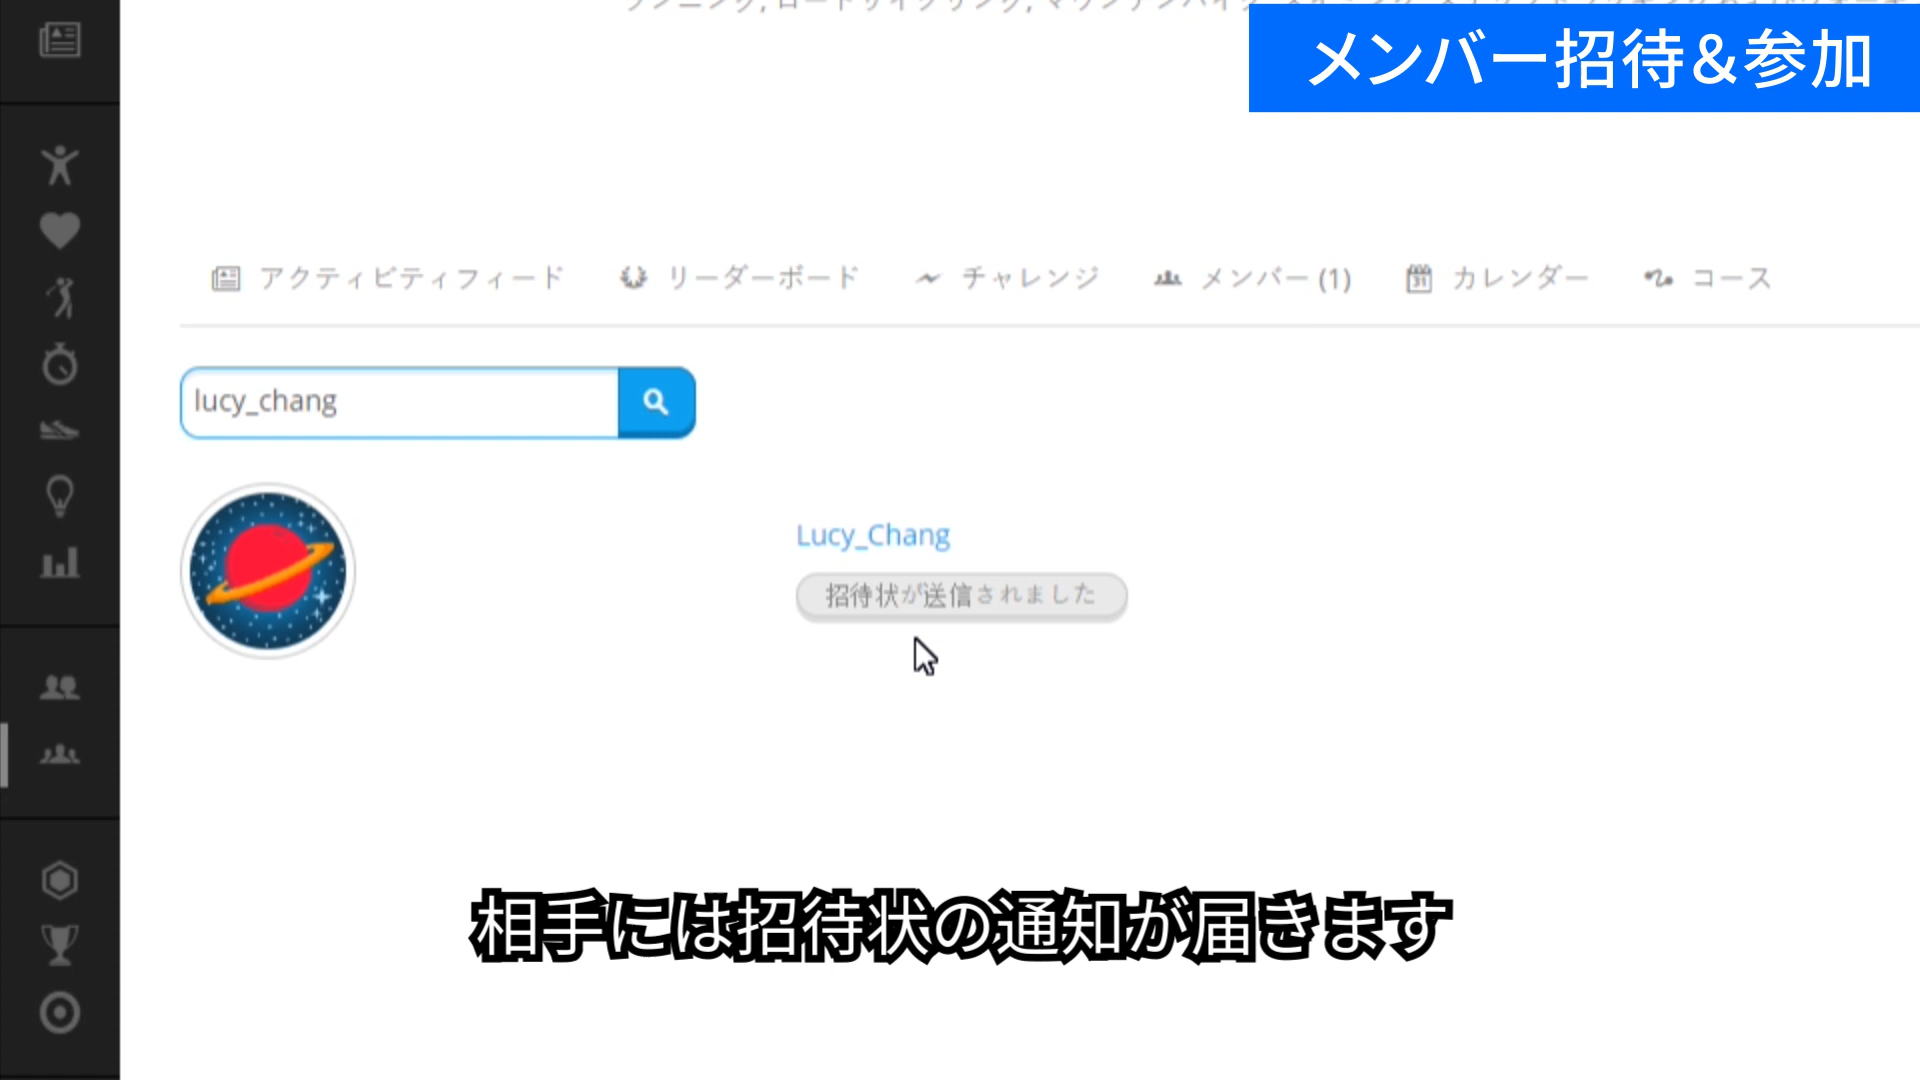 メンバー招待&参加
アクティビティフィード リーダーボード チャレンジ メンバー (1) カレンダー コース
lucy_chang
Lucy_Chang
招待状が送信されました
相手には招待状の通知が届きます